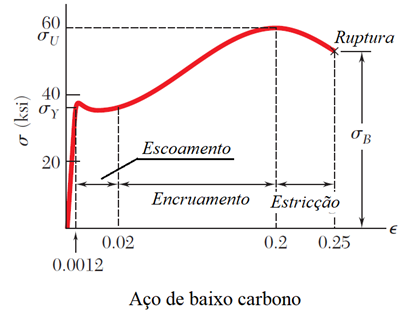 60
σU
Ruptura
40
σY
σ (ksi)
Escoamento
σB
20
Encruamento
Estricção
ϵ
0.02
0.2
0.25
0.0012
Aço de baixo carbono